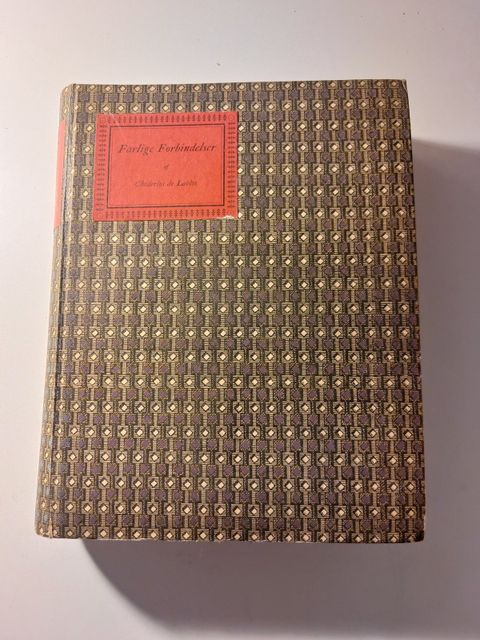 Farlige Forbindelser
af
Choderlos de Laclos